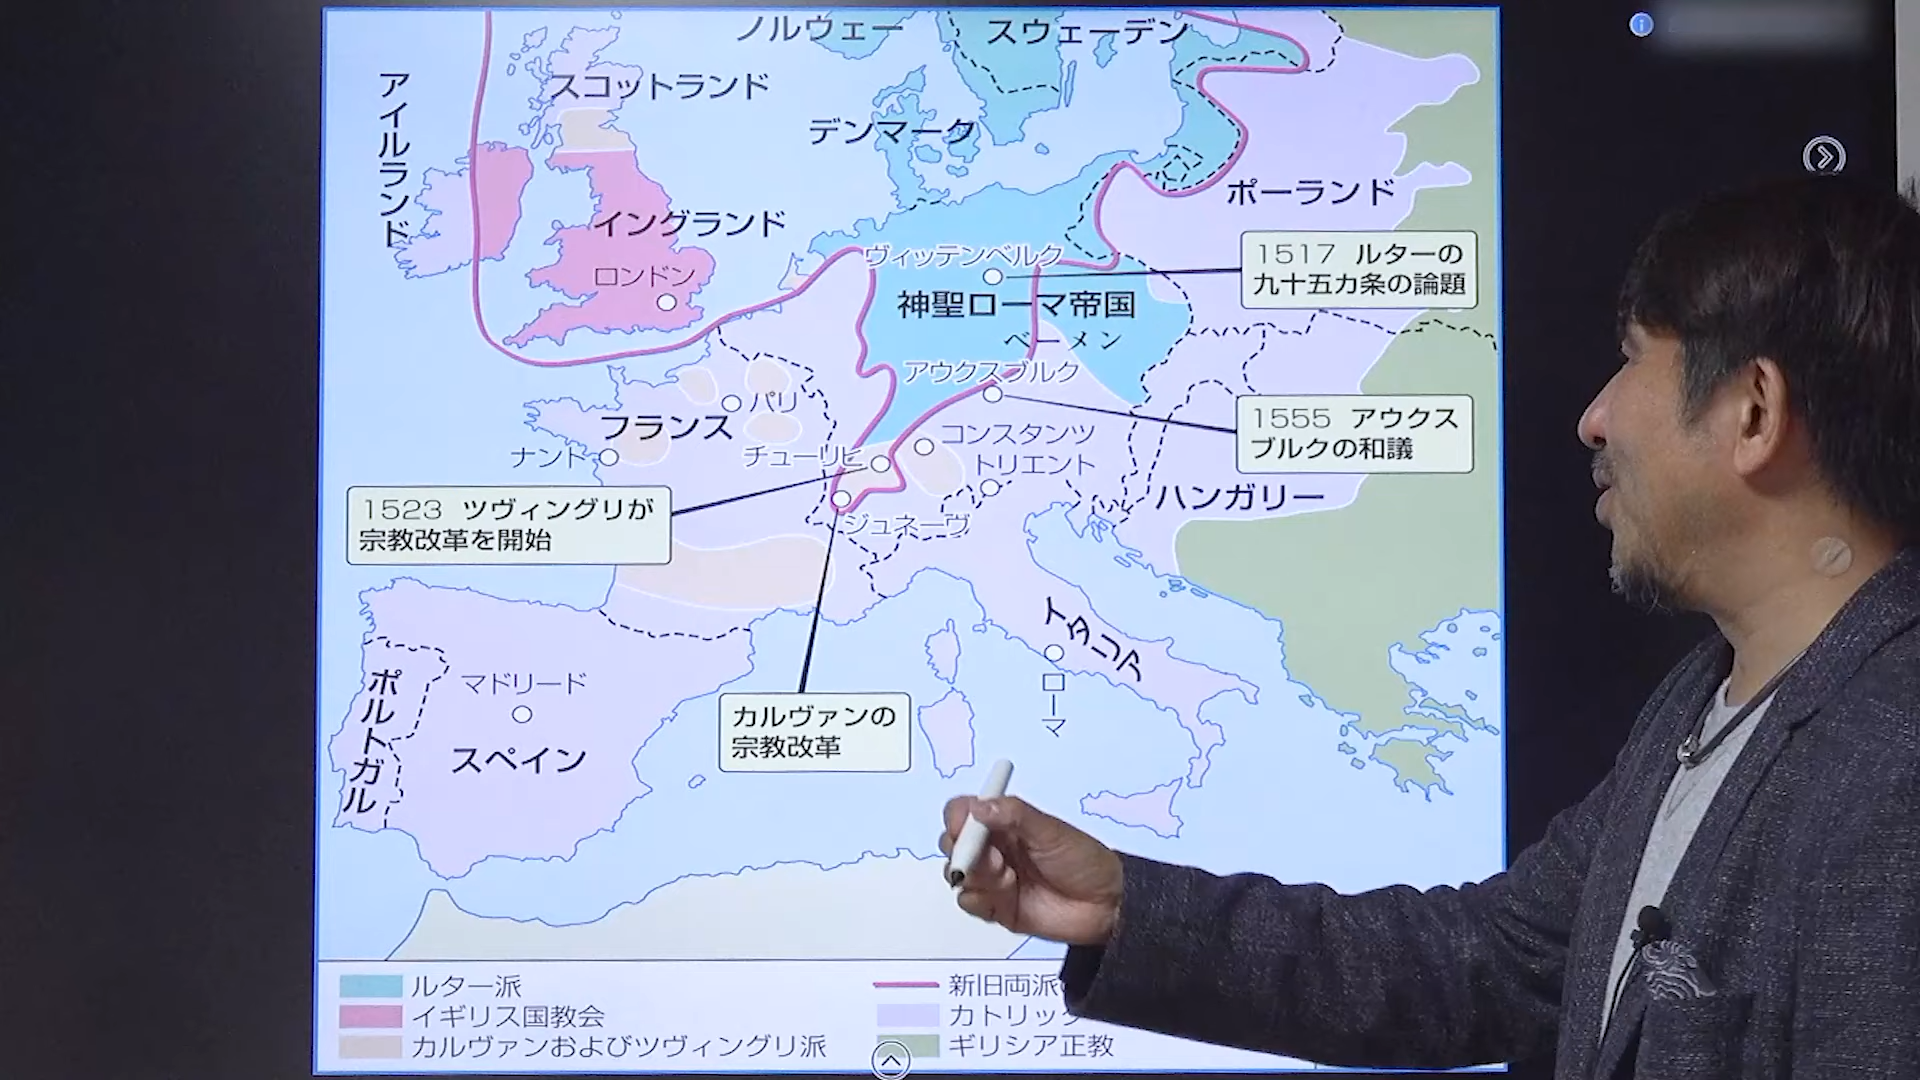 ノルウェー
スウェーデン
アイルランド
スコットランド
デンマーク
ポーランド
イングランド
ロンドン
ヴィッテンベルク
1517 ルターの
九十五カ条の論題
神聖ローマ帝国
ベーメン
アウクスブルク
パリ
フランス
1555 アウクス
ブルクの和議
コンスタンツ
チューリヒ
ナント
トリエント
ハンガリー
1523 ツヴィングリが
宗教改革を開始
ジュネーヴ
イタリア
ローマ
ポルトガル
マドリード
スペイン
カルヴァンの
宗教改革
ルター派
新旧両派
イギリス国教会
カトリック
カルヴァンおよびツヴィングリ派
ギリシア正教